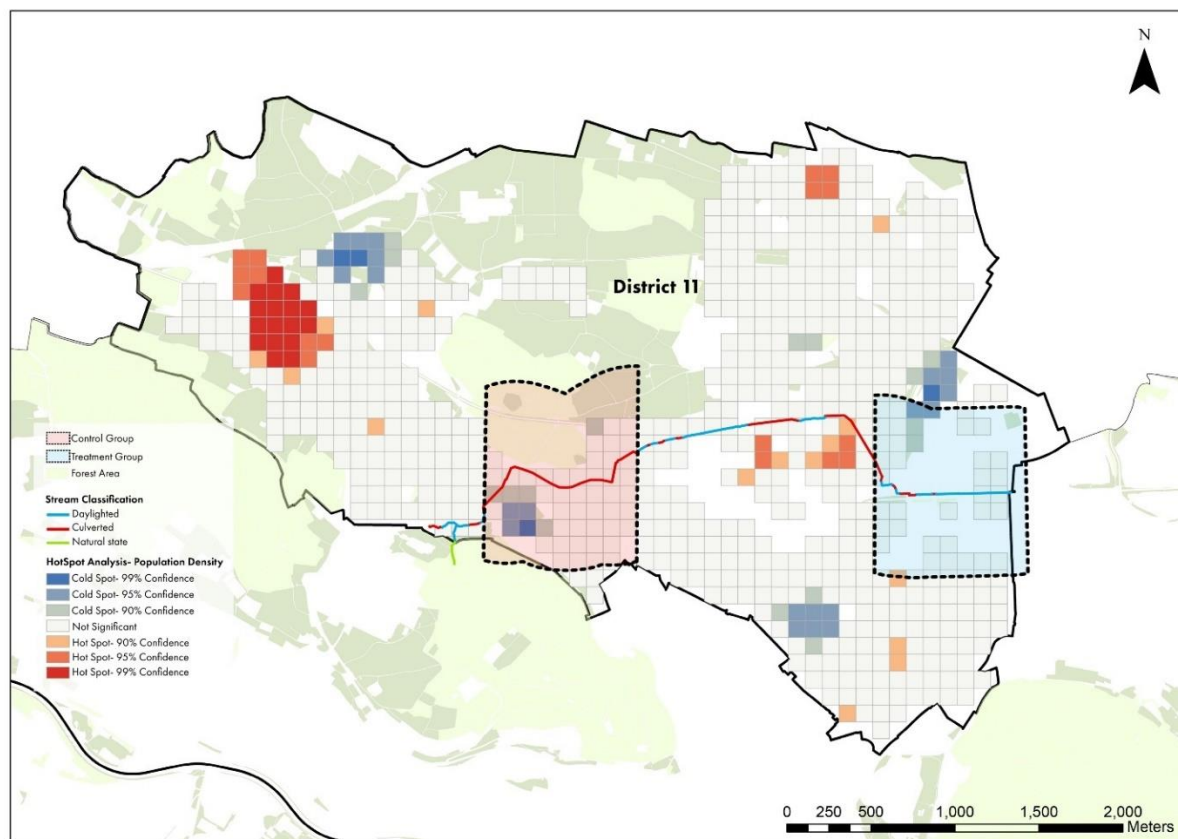 N
District 11
Control Group
Treatment Group
Forest Area
Stream Classification
Daylighted
Culverted
Natural state
HotSpot Analysis- Population Density
Cold Spot- 99% Confidence
Cold Spot- 95% Confidence
Cold Spot- 90% Confidence
Not Significant
Hot Spot- 90% Confidence
Hot Spot- 95% Confidence
Hot Spot- 99% Confidence
0 250 500 1,000 1,500 2,000
Meters